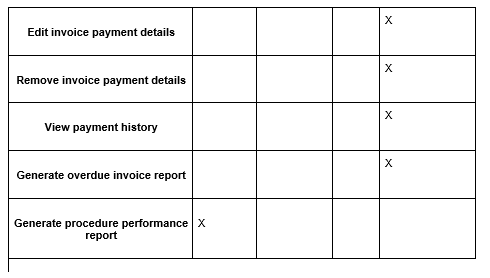 Edit invoice payment details X
Remove invoice payment details X
View payment history X
Generate overdue invoice report X
Generate procedure performance X
report